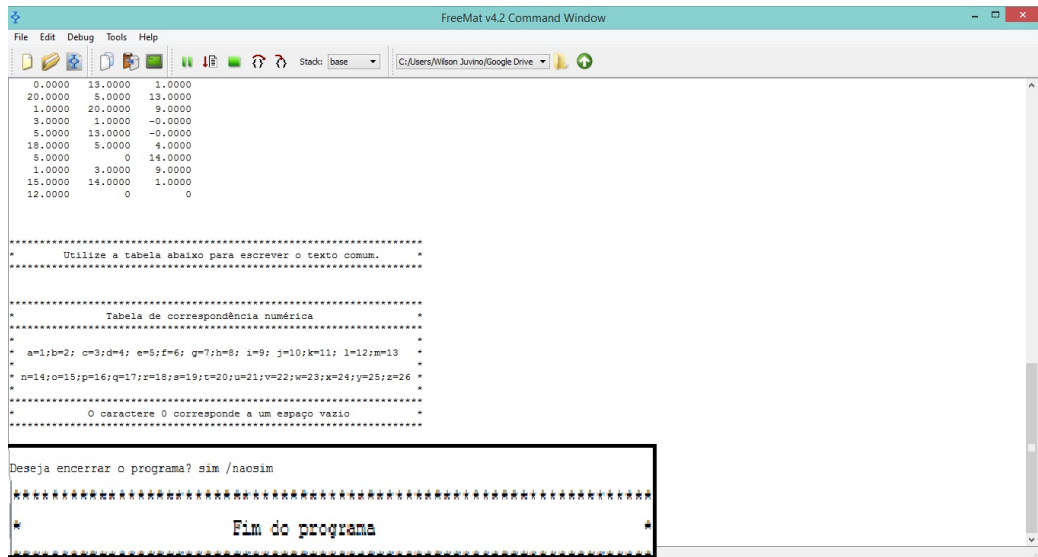 FreeMat v4.2 Command Window
File Edit Debug Tools Help
Stack: base C:/Users/Wilson Juvino/Google Drive
0.0000 13.0000 1.0000
20.0000 5.0000 13.0000
1.0000 20.0000 9.0000
3.0000 1.0000 -0.0000
5.0000 13.0000 -0.0000
18.0000 5.0000 4.0000
5.0000 0 14.0000
1.0000 3.0000 9.0000
15.0000 14.0000 1.0000
12.0000 0 0
********************************************************************
* Utilize a tabela abaixo para escrever o texto comum. *
********************************************************************
********************************************************************
* Tabela de correspondência numérica *
********************************************************************
* *
* a=1;b=2; c=3;d=4; e=5;f=6; g=7;h=8; i=9; j=10;k=11; l=12;m=13 *
* *
* n=14;o=15;p=16;q=17;r=18;s=19;t=20;u=21;v=22;w=23;x=24;y=25;z=26 *
* *
********************************************************************
* O caractere 0 corresponde a um espaço vazio *
********************************************************************
Deseja encerrar o programa? sim /naosim
********************************************************************
* Fim do programa *
********************************************************************